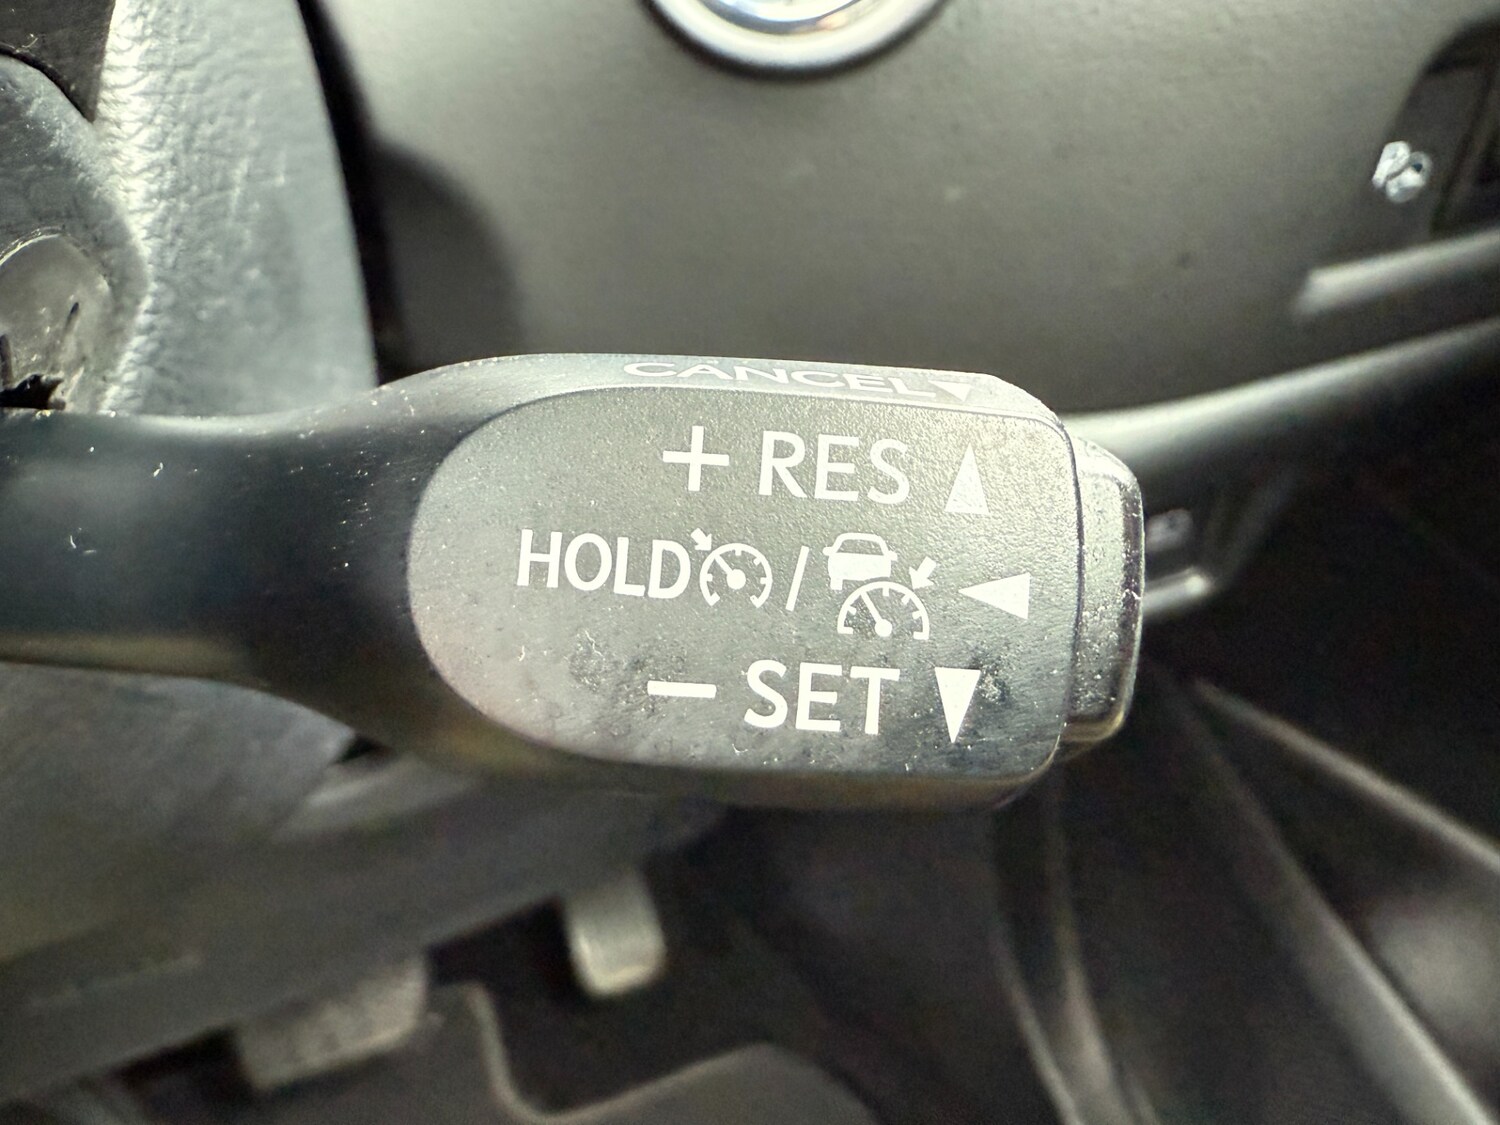 CANCEL
+ RES
HOLD /
− SET